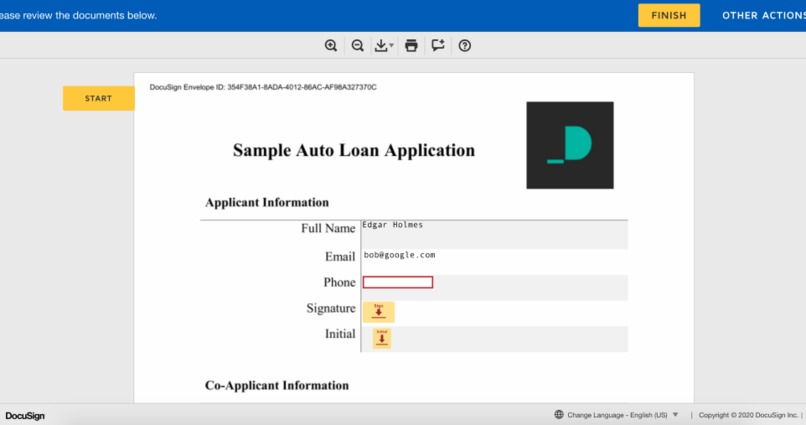 ease review the documents below.
FINISH
OTHER ACTIONS
START
DocuSign Envelope ID: 354F38A1-8ADA-4012-86AC-AF98A327370C
Sample Auto Loan Application
Applicant Information
Full Name Edgar Holmes
Email bob@google.com
Phone
Signature Sign
Initial Initial
Co-Applicant Information
DocuSign
Change Language - English (US) ▼ | Copyright © 2020 DocuSign Inc. |